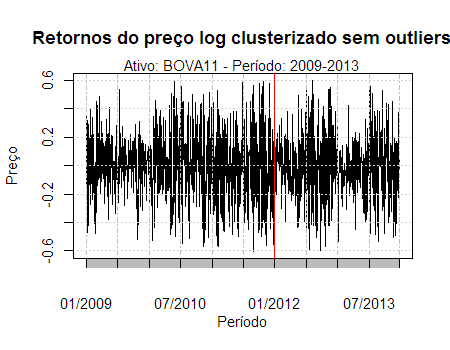 Retornos do preço log clusterizado sem outliers
Ativo: BOVA11 - Período: 2009-2013
Preço
0.6
0.2
-0.2
-0.6
01/2009 07/2010 01/2012 07/2013
Período